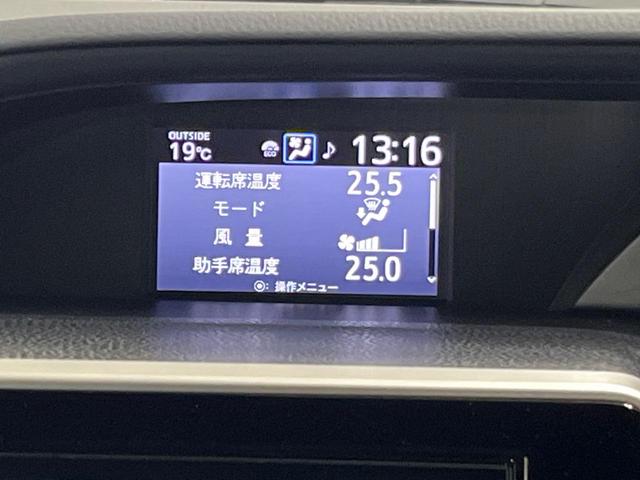 OUTSIDE
19℃ ECO ♪ 13:16
運転席温度 25.5
モード
風量
助手席温度 25.0
◉: 操作メニュー